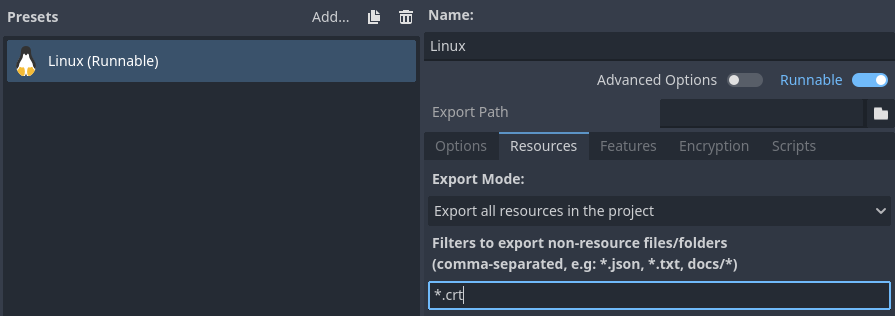 Presets
Add...
Linux (Runnable)
Name:
Linux
Advanced Options
Runnable
Export Path
Options Resources Features Encryption Scripts
Export Mode:
Export all resources in the project
Filters to export non-resource files/folders
(comma-separated, e.g: *.json, *.txt, docs/*)
*.crt